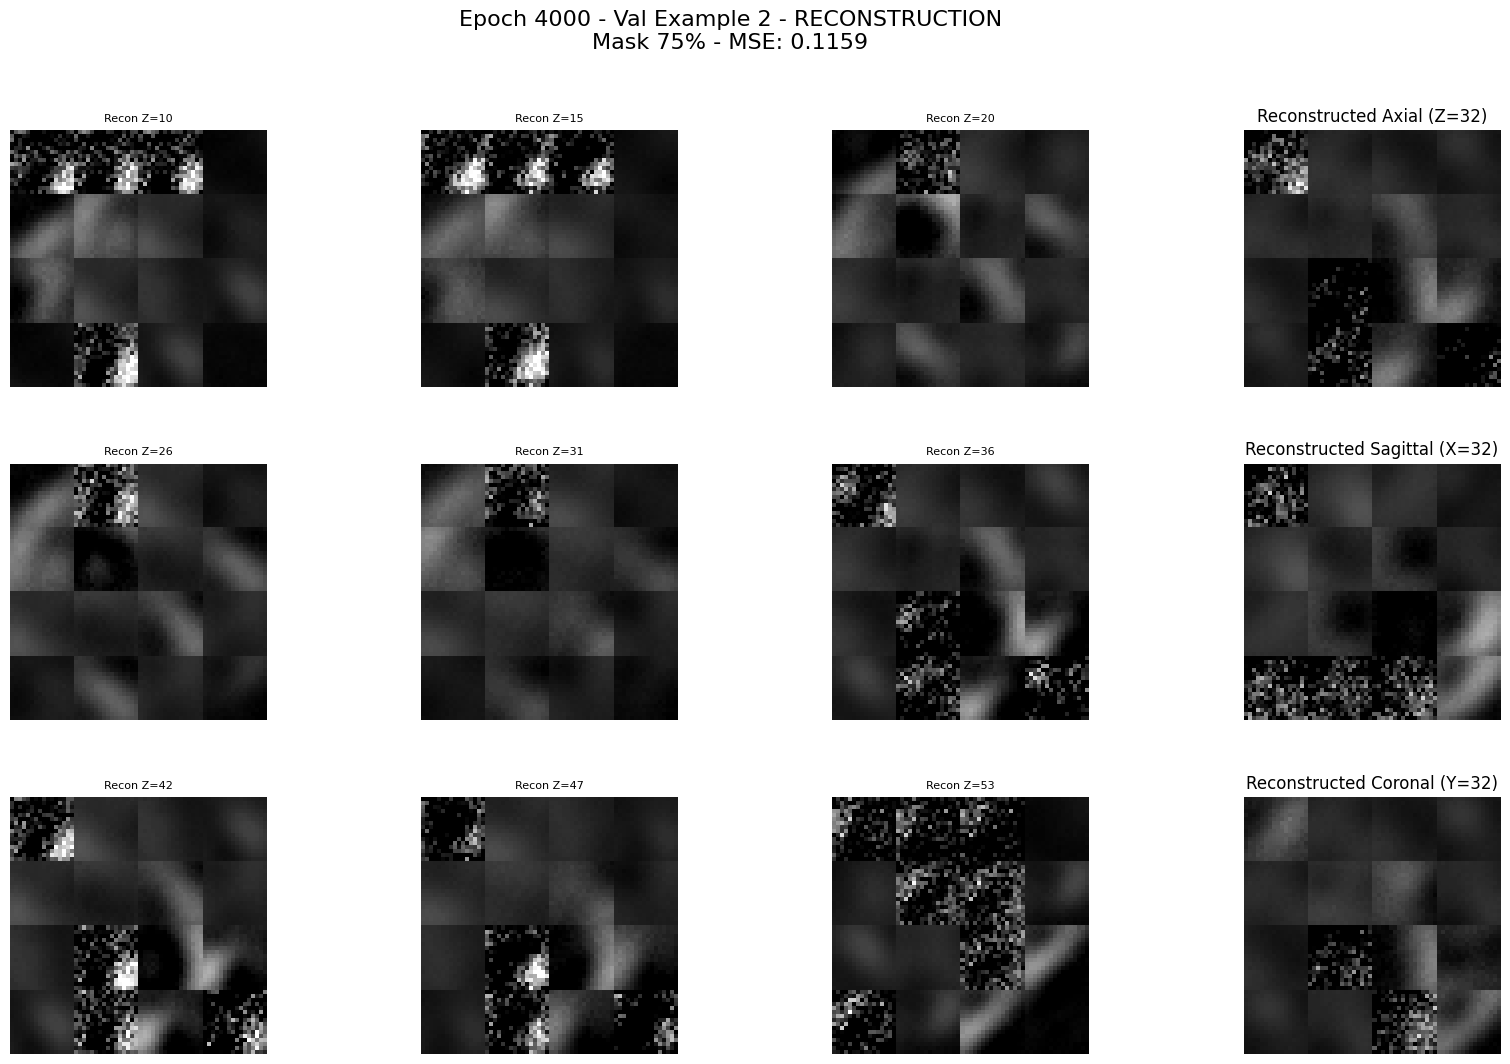 Epoch 4000 - Val Example 2 - RECONSTRUCTION
Mask 75% - MSE: 0.1159
Recon Z=10
Recon Z=15
Recon Z=20
Reconstructed Axial (Z=32)
Recon Z=26
Recon Z=31
Recon Z=36
Reconstructed Sagittal (X=32)
Recon Z=42
Recon Z=47
Recon Z=53
Reconstructed Coronal (Y=32)